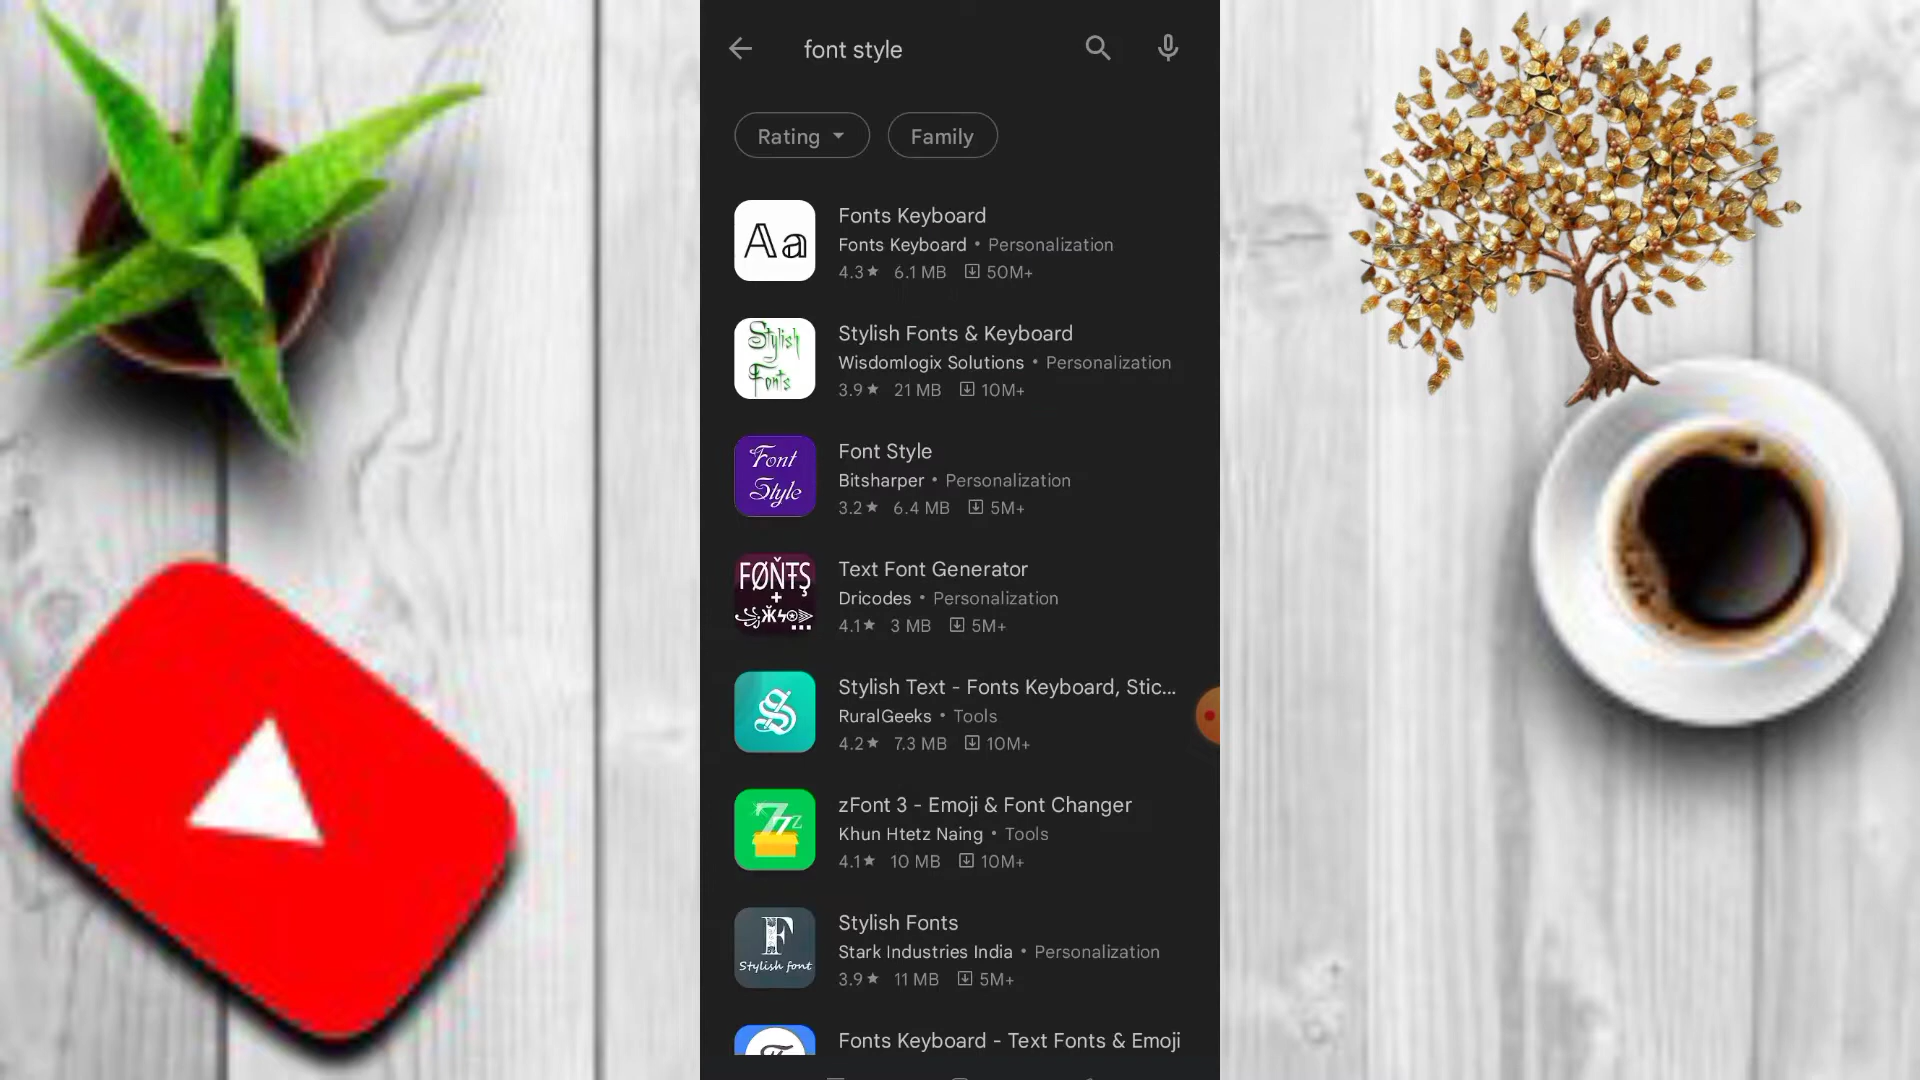 font style
Rating
Family
Aa
Fonts Keyboard
Fonts Keyboard • Personalization
4.3★ 6.1 MB 50M+
Stylish
Fonts
Stylish Fonts & Keyboard
Wisdomlogix Solutions • Personalization
3.9★ 21 MB 10M+
Font
Style
Font Style
Bitsharper • Personalization
3.2★ 6.4 MB 5M+
FØŇŦŞ
+
Text Font Generator
Dricodes • Personalization
4.1★ 3 MB 5M+
S
Stylish Text - Fonts Keyboard, Stic...
RuralGeeks • Tools
4.2★ 7.3 MB 10M+
zFont 3 - Emoji & Font Changer
Khun Htetz Naing • Tools
4.1★ 10 MB 10M+
F
Stylish font
Stylish Fonts
Stark Industries India • Personalization
3.9★ 11 MB 5M+
Fonts Keyboard - Text Fonts & Emoji